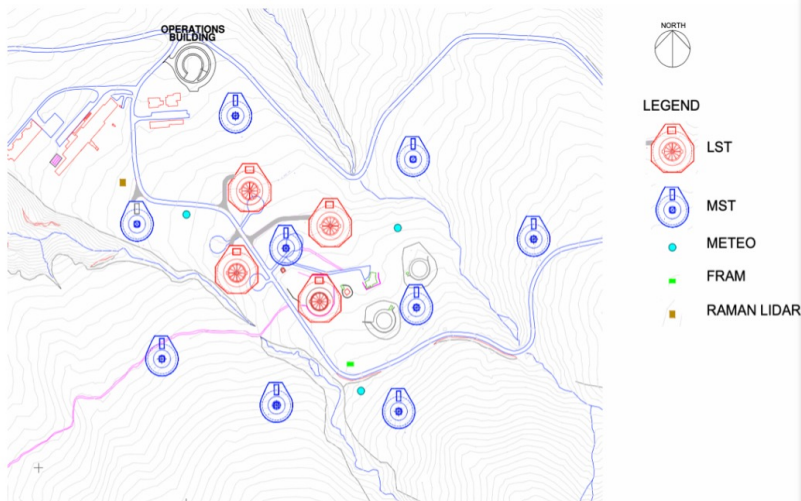 OPERATIONS
BUILDING
NORTH
LEGEND
LST
MST
METEO
FRAM
RAMAN LIDAR